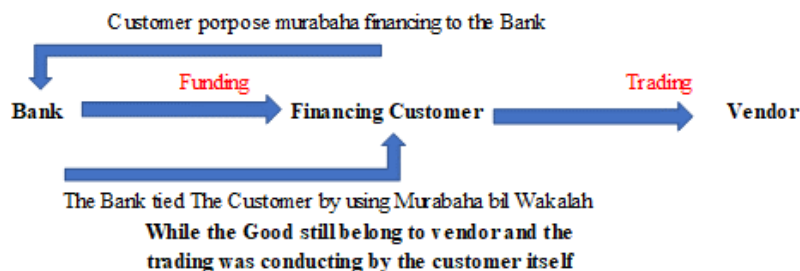 Customer porpose murabaha financing to the Bank
Funding
Trading
Bank
Financing Customer
Vendor
The Bank tied The Customer by using Murabaha bil Wakalah
While the Good still belong to vendor and the
trading was conducting by the customer itself